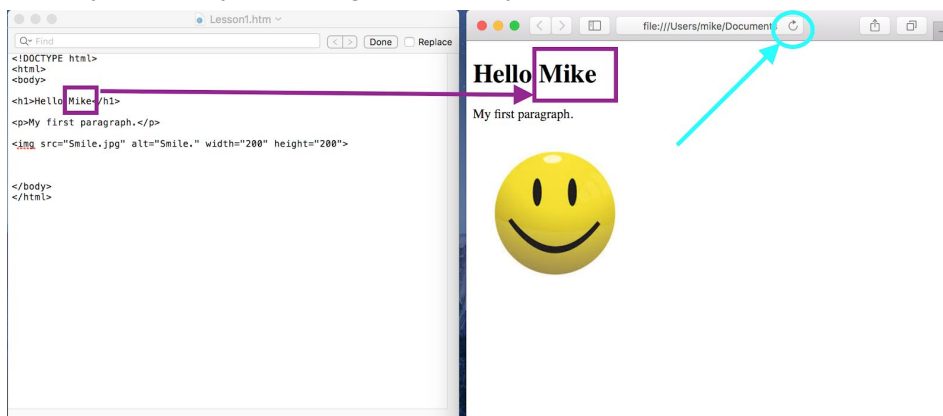 Lesson1.htm
Find
Done
Replace
<!DOCTYPE html>
<html>
<body>
<h1>Hello Mike</h1>
<p>My first paragraph.</p>
<img src="Smile.jpg" alt="Smile." width="200" height="200">
</body>
</html>
file:///Users/mike/Documents
Hello Mike
My first paragraph.